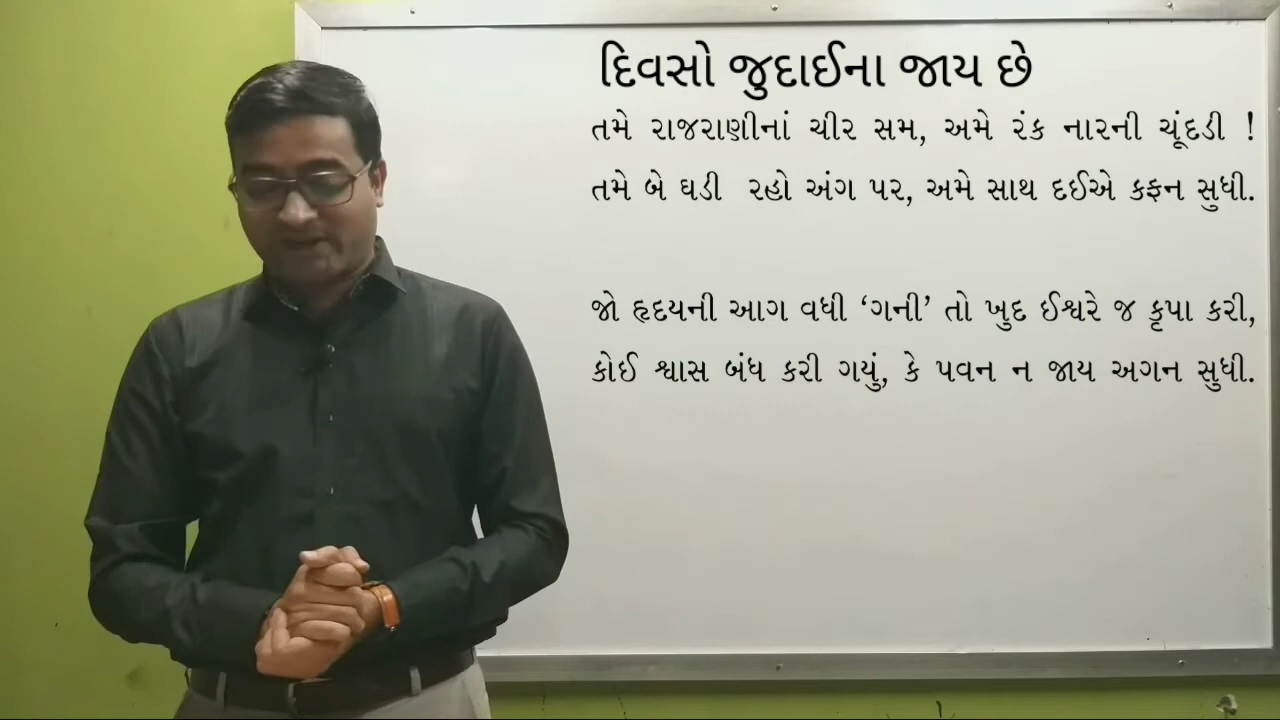 દિવસો જુદાઈના જાય છે
તમે રાજરાણીનાં ચીર સમ, અમે રંક નારની ચૂંદડી !
તમે બે ઘડી રહો અંગ પર, અમે સાથ દઈએ કફન સુધી.
જો હૃદયની આગ વધી ‘ગની’ તો ખુદ ઈશ્વરે જ કૃપા કરી,
કોઈ શ્વાસ બંધ કરી ગયું, કે પવન ન જાય અગન સુધી.